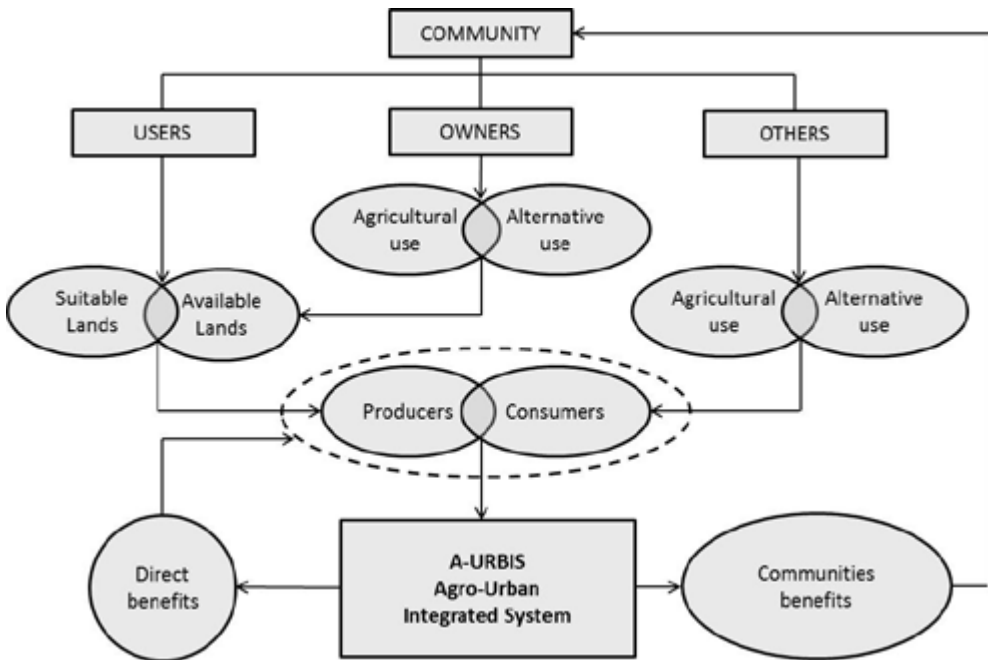 COMMUNITY
USERS
OWNERS
OTHERS
Agricultural
use
Alternative
use
Suitable
Lands
Available
Lands
Agricultural
use
Alternative
use
Producers
Consumers
Direct
benefits
A-URBIS
Agro-Urban
Integrated System
Communities
benefits